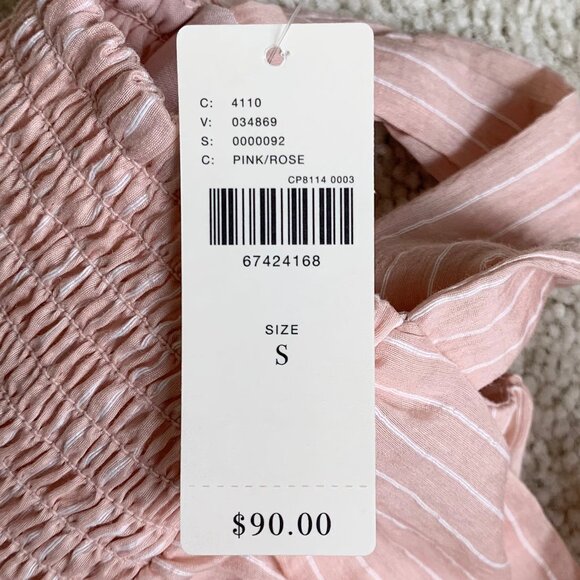 C: 4110
V: 034869
S: 0000092
C: PINK/ROSE
CP8114 0003
67424168
SIZE
S
$90.00